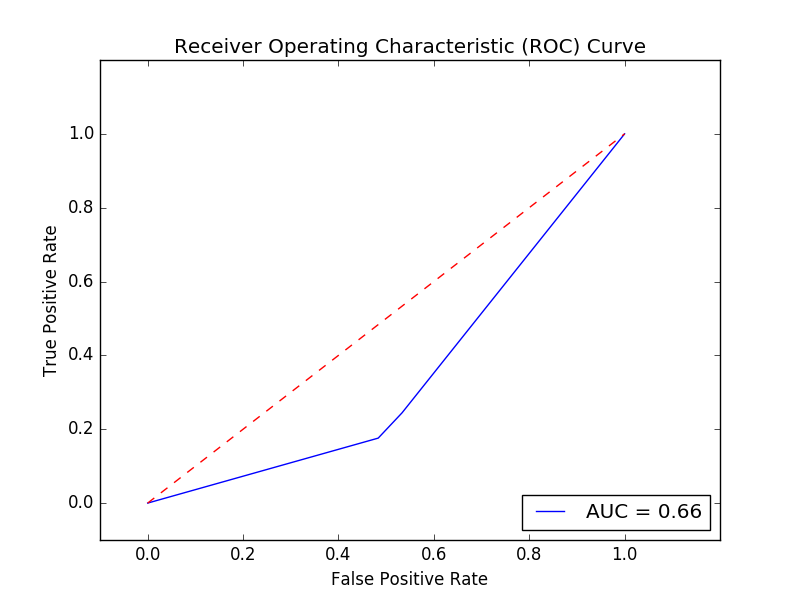 Receiver Operating Characteristic (ROC) Curve
1.0
0.8
0.6
0.4
0.2
0.0
True Positive Rate
AUC = 0.66
0.0 0.2 0.4 0.6 0.8 1.0
False Positive Rate